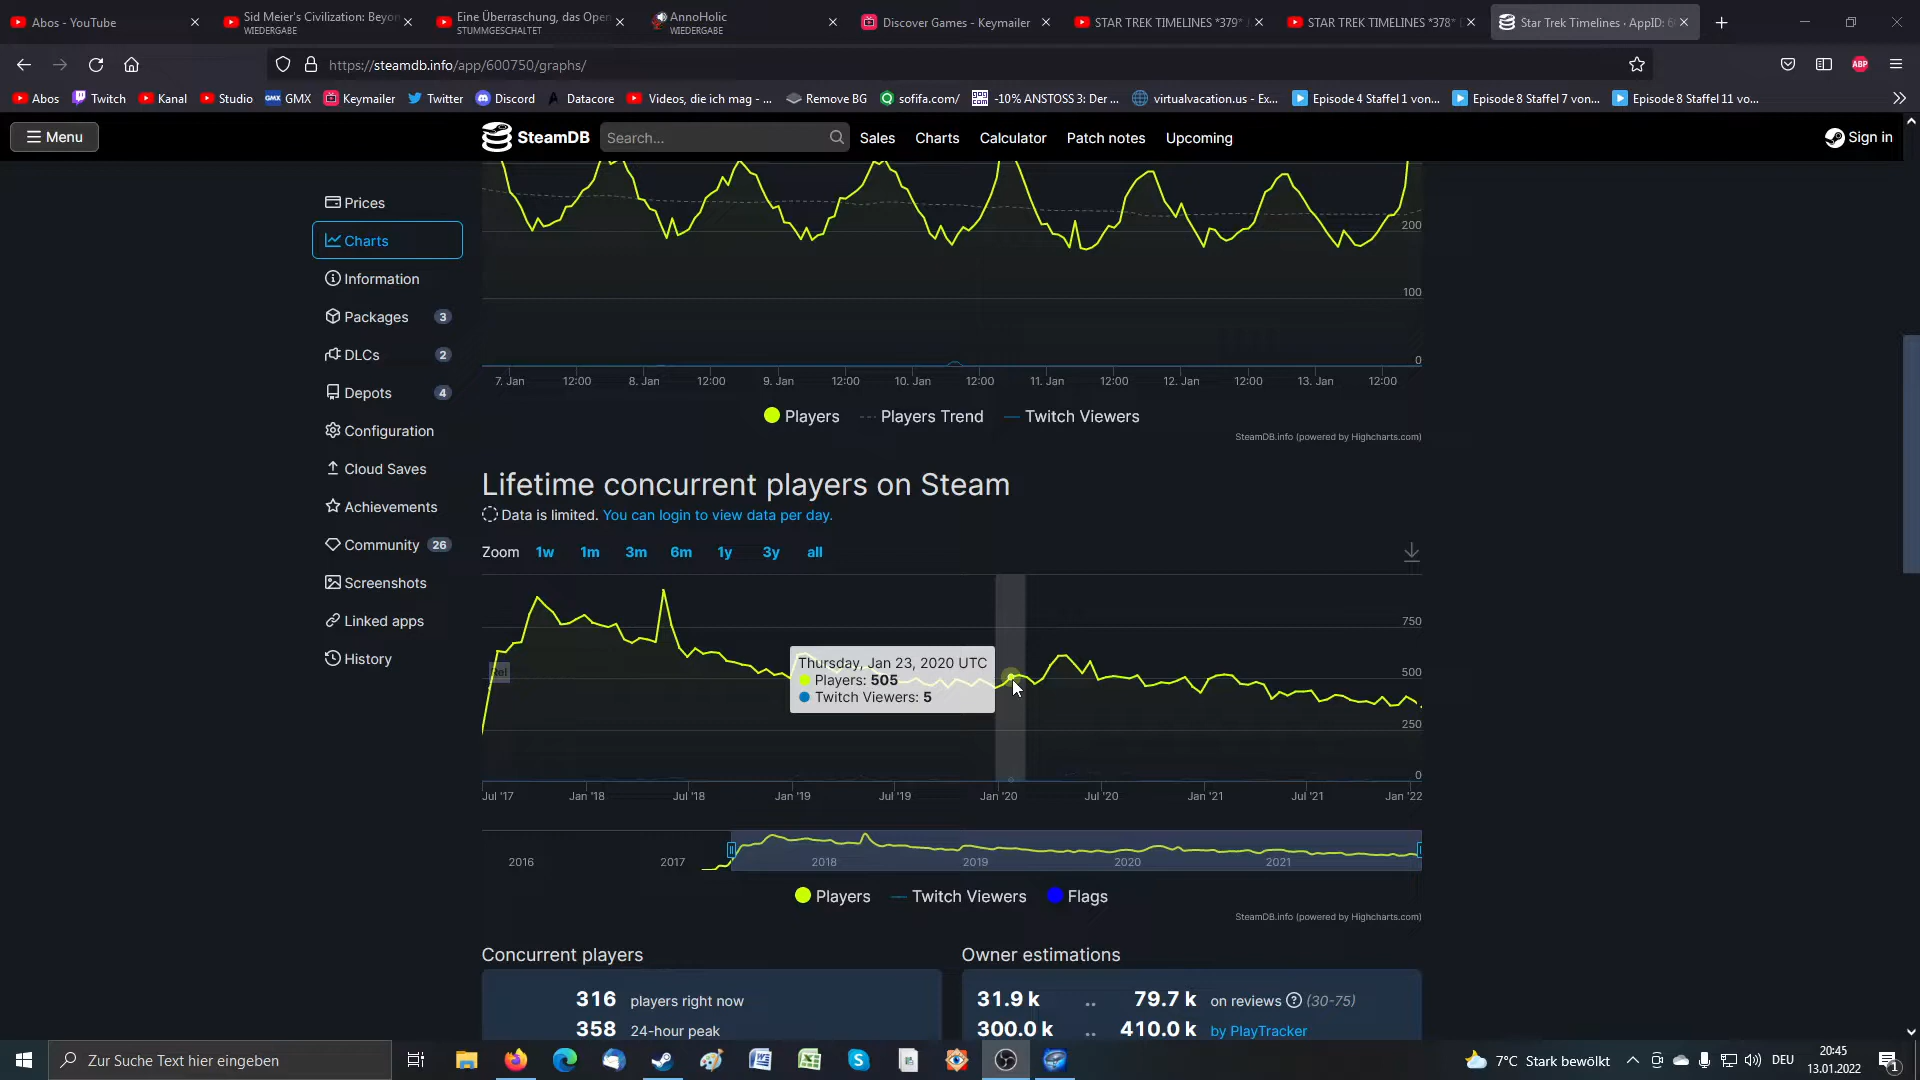 Abos - YouTube
Sid Meier's Civilization: Beyon
WIEDERGABE
Eine Überraschung, das Open
STUMMGESCHALTET
AnnoHolic
WIEDERGABE
Discover Games - Keymailer
STAR TREK TIMELINES *379*
STAR TREK TIMELINES *378*
Star Trek Timelines · AppID: 6
https://steamdb.info/app/600750/graphs/
Abos
Twitch
Kanal
Studio
GMX
Keymailer
Twitter
Discord
Datacore
Videos, die ich mag - ...
Remove BG
sofifa.com/
-10% ANSTOSS 3: Der ...
virtualvacation.us - Ex...
Episode 4 Staffel 1 von...
Episode 8 Staffel 7 von...
Episode 8 Staffel 11 vo...
Menu
SteamDB
Search...
Sales
Charts
Calculator
Patch notes
Upcoming
Sign in
Prices
Charts
Information
Packages 3
DLCs 2
Depots 4
Configuration
Cloud Saves
Achievements
Community 26
Screenshots
Linked apps
History
200
100
0
7. Jan 12:00 8. Jan 12:00 9. Jan 12:00 10. Jan 12:00 11. Jan 12:00 12. Jan 12:00 13. Jan 12:00
Players Players Trend Twitch Viewers
SteamDB.info (powered by Highcharts.com)
Lifetime concurrent players on Steam
Data is limited. You can login to view data per day.
Zoom 1w 1m 3m 6m 1y 3y all
750
500
250
0
Thursday, Jan 23, 2020 UTC
Players: 505
Twitch Viewers: 5
Jul '17 Jan '18 Jul '18 Jan '19 Jul '19 Jan '20 Jul '20 Jan '21 Jul '21 Jan '22
2016 2017 2018 2019 2020 2021
Players Twitch Viewers Flags
SteamDB.info (powered by Highcharts.com)
Concurrent players
316 players right now
358 24-hour peak
Owner estimations
31.9 k .. 79.7 k on reviews (30-75)
300.0 k .. 410.0 k by PlayTracker
Zur Suche Text hier eingeben
7°C Stark bewölkt
DEU
20:45
13.01.2022
1